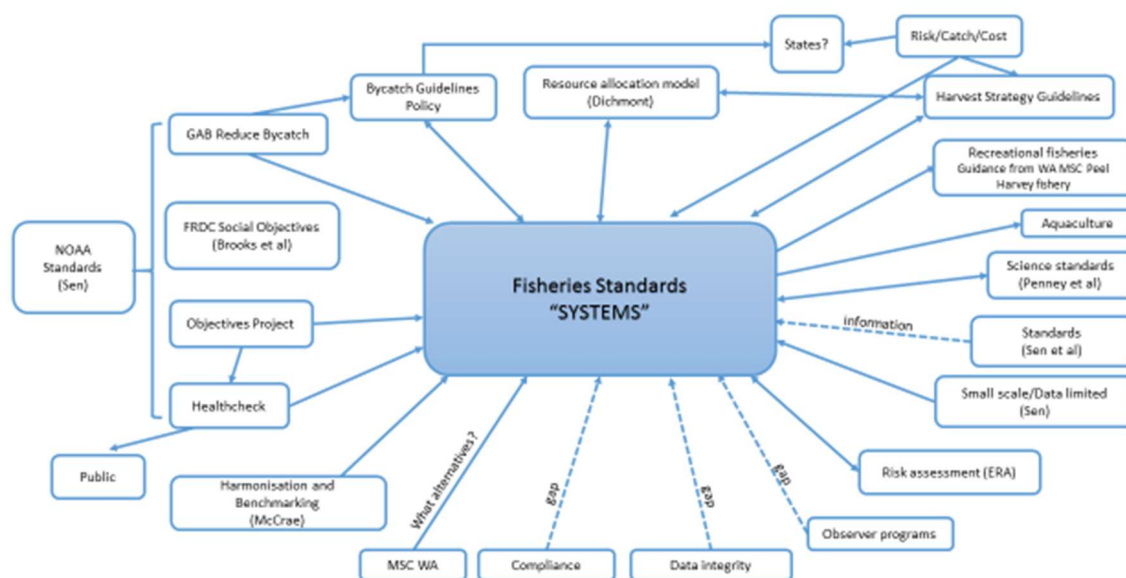 States?
Risk/Catch/Cost
Bycatch Guidelines
Policy
Resource allocation model
(Dichmont)
Harvest Strategy Guidelines
GAB Reduce Bycatch
Recreational fisheries
Guidance from WA MSC Peel
Harvey fishery
FRDC Social Objectives
(Brooks et al)
NOAA
Standards
(Sen)
Aquaculture
Fisheries Standards
“SYSTEMS”
Science standards
(Penney et al)
Objectives Project
information
Standards
(Sen et al)
Healthcheck
Small scale/Data limited
(Sen)
Public
Harmonisation and
Benchmarking
(McCrae)
What alternatives?
gap
gap
gap
Risk assessment (ERA)
Observer programs
MSC WA
Compliance
Data integrity